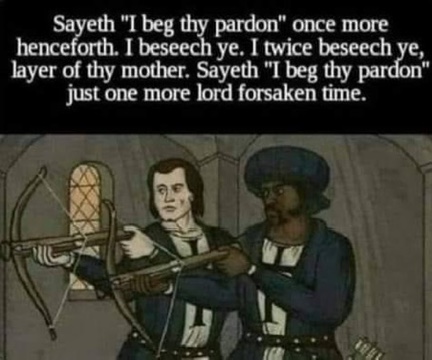 Sayeth "I beg thy pardon" once more
henceforth. I beseech ye. I twice beseech ye,
layer of thy mother. Sayeth "I beg thy pardon"
just one more lord forsaken time.